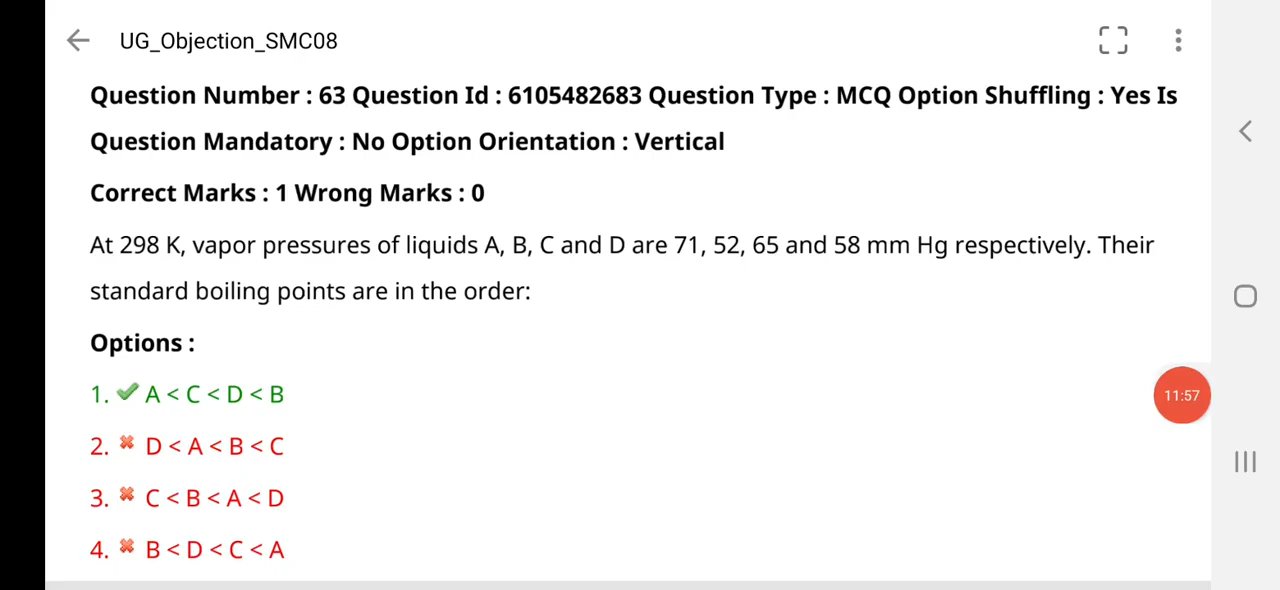 UG_Objection_SMC08
Question Number : 63 Question Id : 6105482683 Question Type : MCQ Option Shuffling : Yes Is
Question Mandatory : No Option Orientation : Vertical
Correct Marks : 1 Wrong Marks : 0
At 298 K, vapor pressures of liquids A, B, C and D are 71, 52, 65 and 58 mm Hg respectively. Their
standard boiling points are in the order:
Options :
1. A < C < D < B
11:57
2. D < A < B < C
3. C < B < A < D
4. B < D < C < A